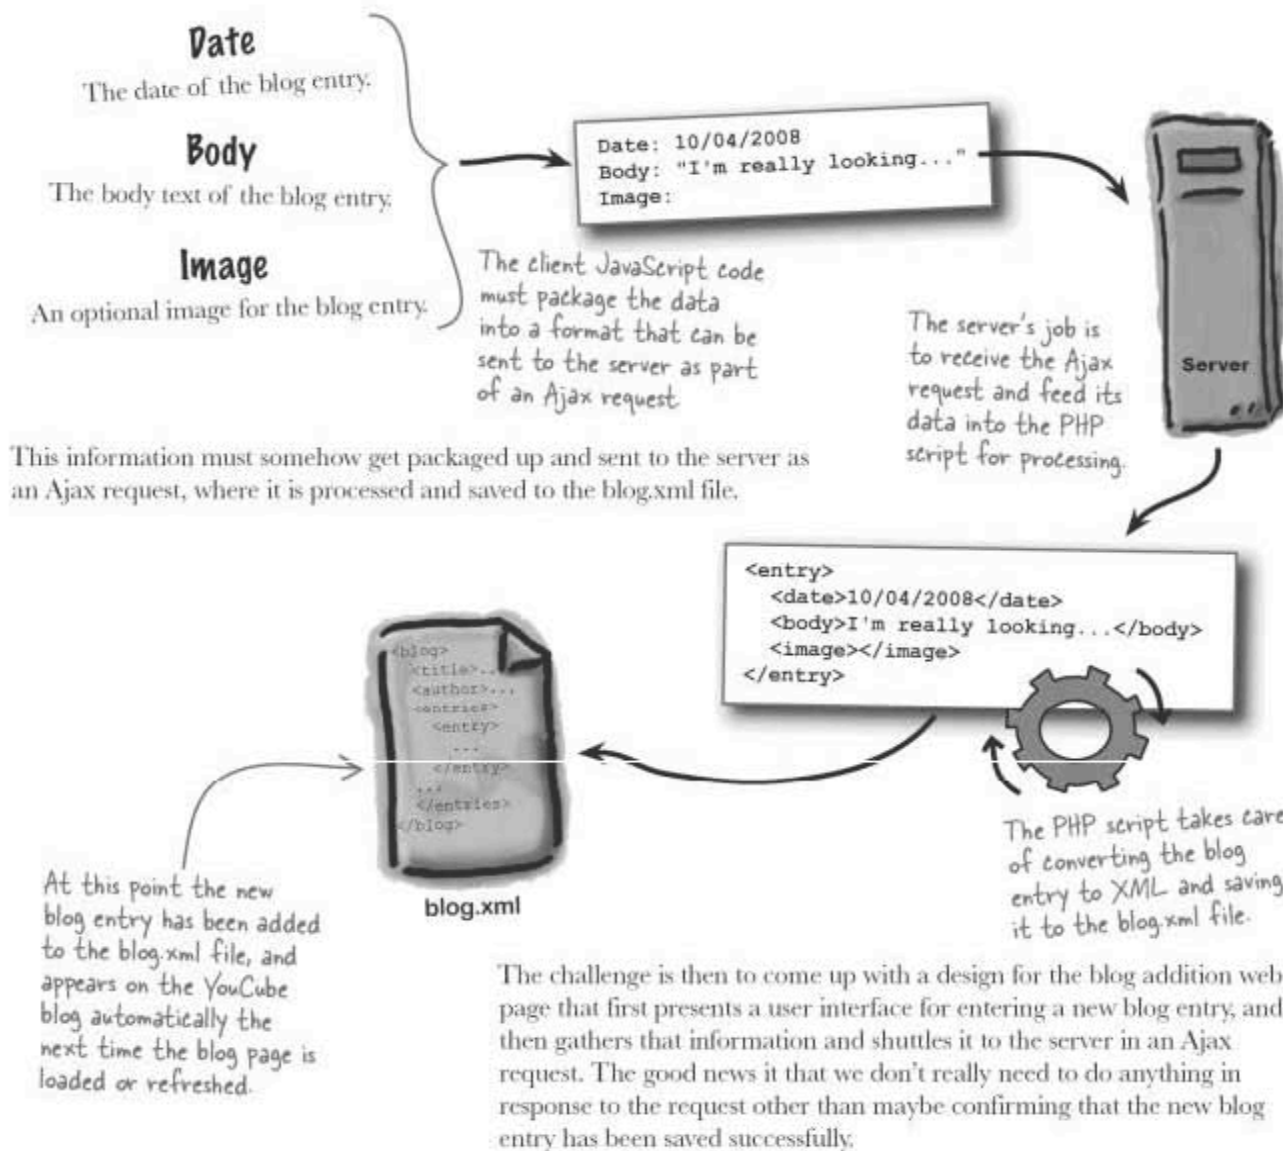 Date
The date of the blog entry.
Body
The body text of the blog entry.
Image
An optional image for the blog entry.
Date: 10/04/2008
Body: "I'm really looking..."
Image:
The client JavaScript code
must package the data
into a format that can be
sent to the server as part
of an Ajax request
Server
The server's job is
to receive the Ajax
request and feed its
data into the PHP
script for processing.
This information must somehow get packaged up and sent to the server as
an Ajax request, where it is processed and saved to the blog.xml file.
<entry>
<date>10/04/2008</date>
<body>I'm really looking...</body>
<image></image>
</entry>
<blog>
<title>...
<author>...
<entries>
<entry>
...
</entry>
...
</entries>
</blog>
blog.xml
The PHP script takes care
of converting the blog
entry to XML and saving
it to the blog.xml file.
At this point the new
blog entry has been added
to the blog.xml file, and
appears on the YouCube
blog automatically the
next time the blog page is
loaded or refreshed.
The challenge is then to come up with a design for the blog addition web
page that first presents a user interface for entering a new blog entry, and
then gathers that information and shuttles it to the server in an Ajax
request. The good news it that we don't really need to do anything in
response to the request other than maybe confirming that the new blog
entry has been saved successfully.